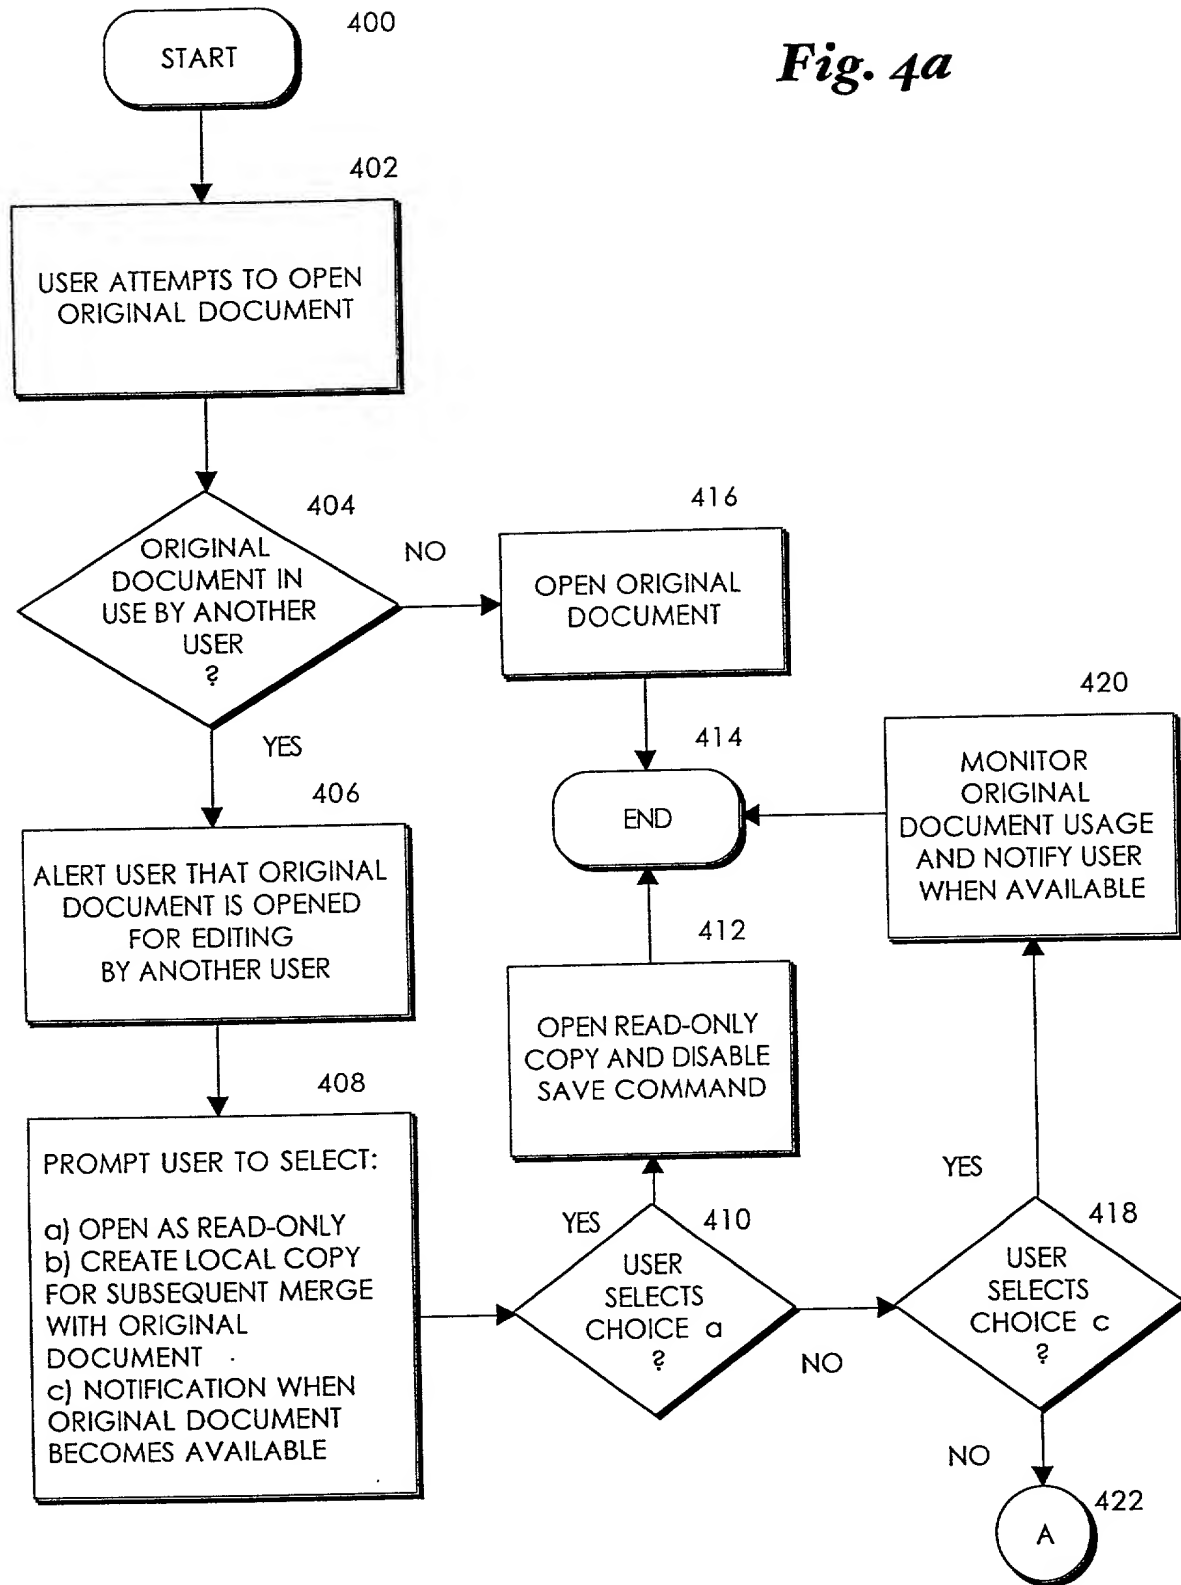 400
START
Fig. 4a
402
USER ATTEMPTS TO OPEN
ORIGINAL DOCUMENT
404
ORIGINAL
DOCUMENT IN
USE BY ANOTHER
USER
?
NO
416
OPEN ORIGINAL
DOCUMENT
YES
414
END
420
MONITOR
ORIGINAL
DOCUMENT USAGE
AND NOTIFY USER
WHEN AVAILABLE
406
ALERT USER THAT ORIGINAL
DOCUMENT IS OPENED
FOR EDITING
BY ANOTHER USER
412
OPEN READ-ONLY
COPY AND DISABLE
SAVE COMMAND
408
PROMPT USER TO SELECT:
a) OPEN AS READ-ONLY
b) CREATE LOCAL COPY
FOR SUBSEQUENT MERGE
WITH ORIGINAL
DOCUMENT
c) NOTIFICATION WHEN
ORIGINAL DOCUMENT
BECOMES AVAILABLE
YES
410
USER
SELECTS
CHOICE a
?
NO
YES
418
USER
SELECTS
CHOICE c
?
NO
422
A